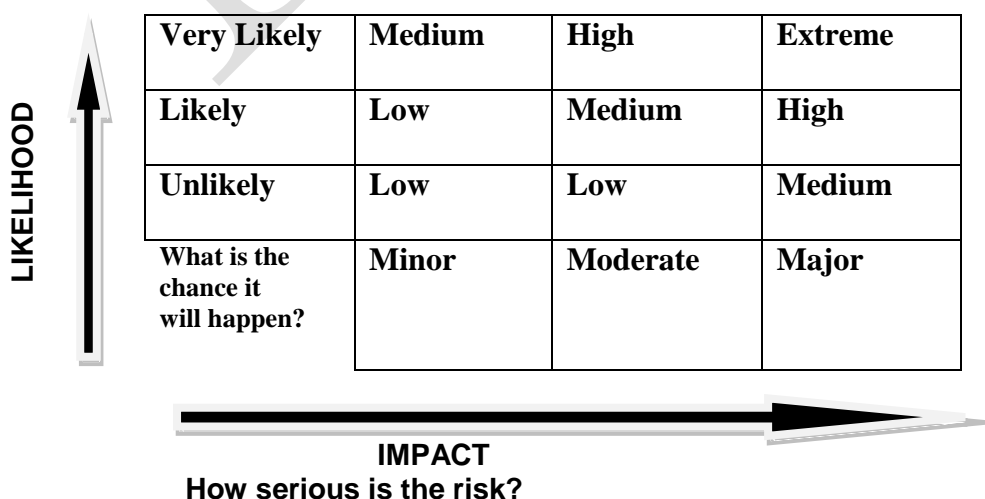 LIKELIHOOD
Very Likely Medium High Extreme
Likely Low Medium High
Unlikely Low Low Medium
What is the Minor Moderate Major
chance it
will happen?
IMPACT
How serious is the risk?